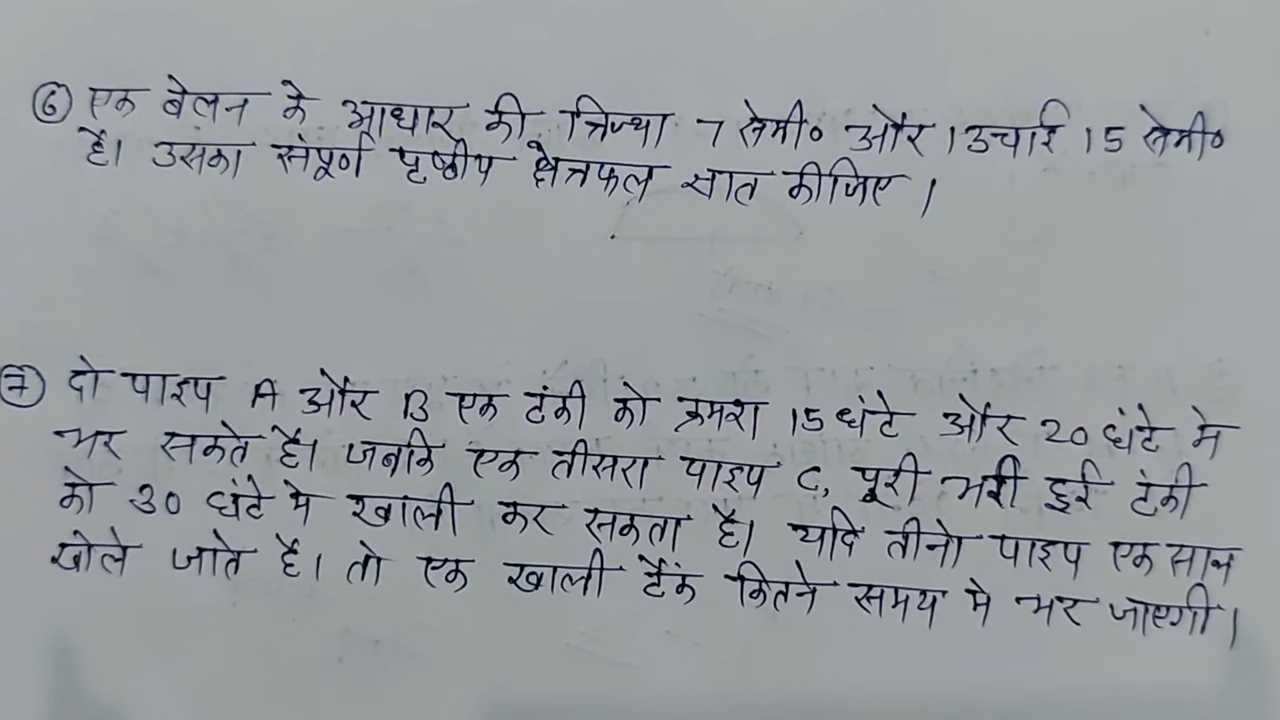 ⑥ एक बेलन के आधार की त्रिज्या 7 सेमी० और ।उचाई 15 सेमी०
है। उसका संपूर्ण पृष्ठीय क्षेत्रफल ज्ञात कीजिए।
⑦ दो पाइप A और B एक टंकी को क्रमश 15 घंटे और 20 घंटे मे
भर सकते है। जबकि एक तीसरा पाइप C, पूरी भरी हुई टंकी
को 30 घंटे मे खाली कर सकता है। यदि तीनो पाइप एक साथ
खोले जाते है। तो एक खाली टैंक कितने समय मे भर जाएगी।